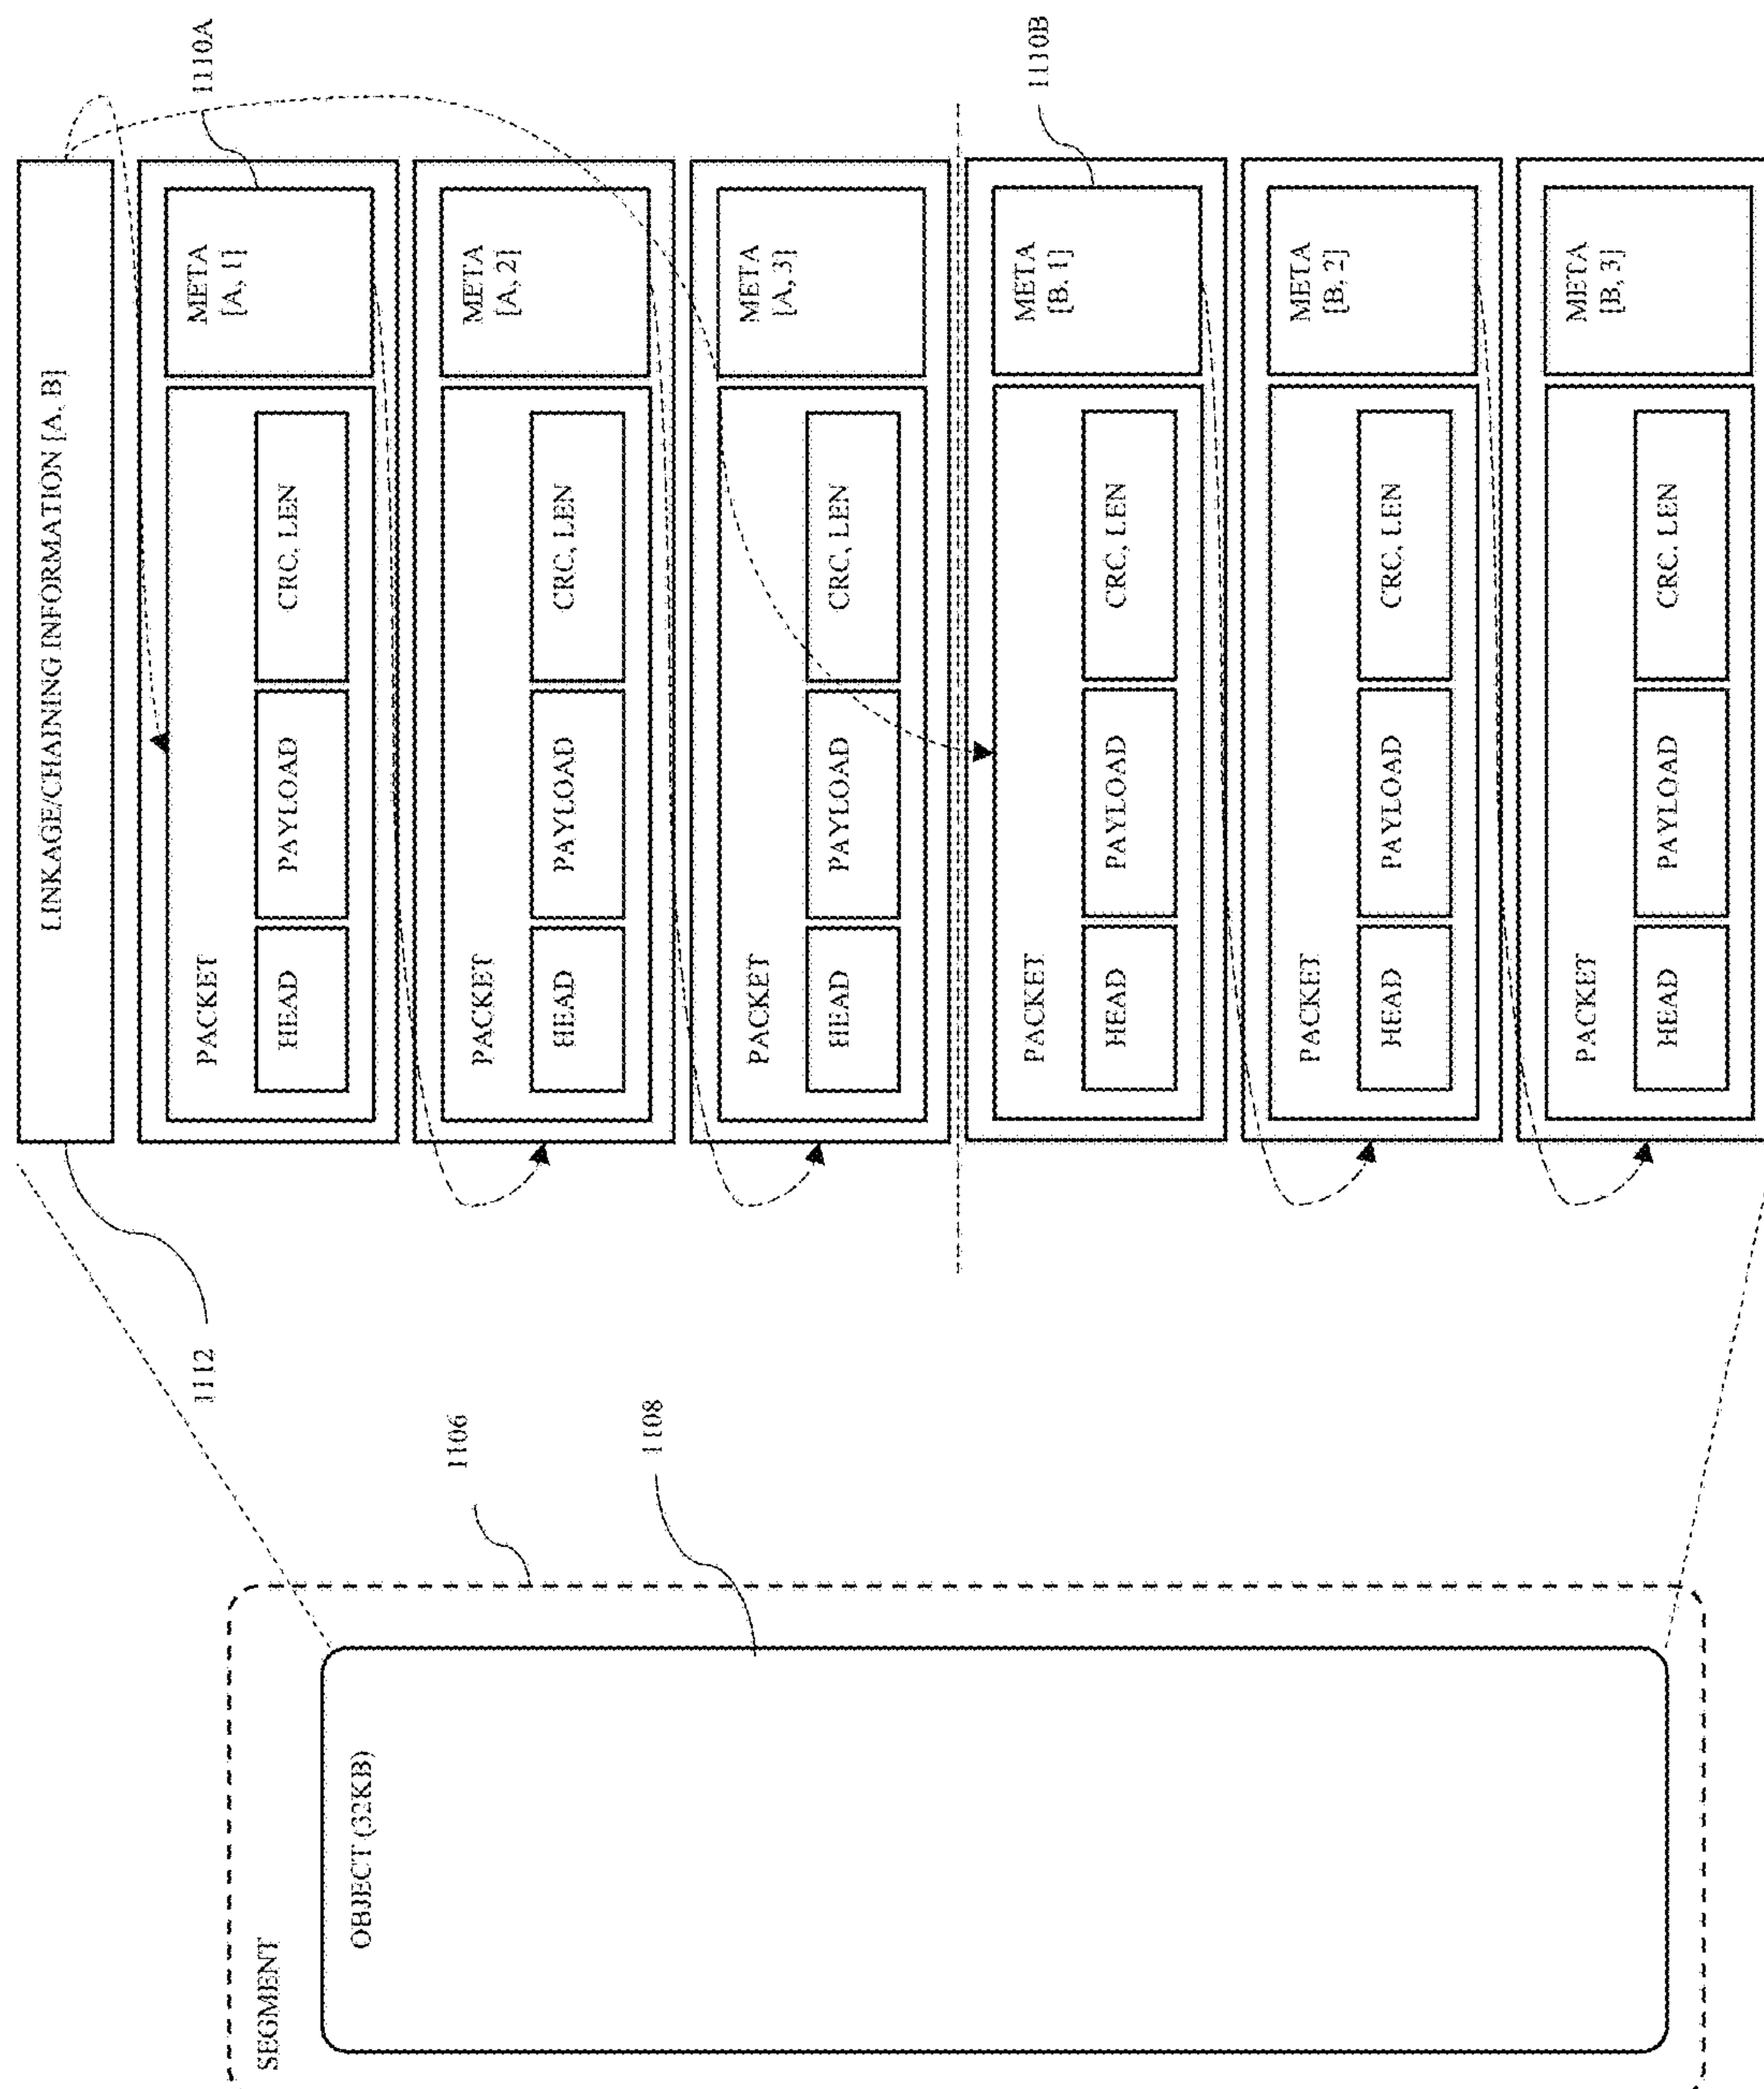 SEGMENT
OBJECT (32KB)
1106
1108
1112
LINKAGE/CHAINING INFORMATION [A, B]
PACKET
HEAD
PAYLOAD
CRC, LEN
META
[A, 1]
1110A
PACKET
HEAD
PAYLOAD
CRC, LEN
META
[A, 2]
PACKET
HEAD
PAYLOAD
CRC, LEN
META
[A, 3]
PACKET
HEAD
PAYLOAD
CRC, LEN
META
[B, 1]
1110B
PACKET
HEAD
PAYLOAD
CRC, LEN
META
[B, 2]
PACKET
HEAD
PAYLOAD
CRC, LEN
META
[B, 3]